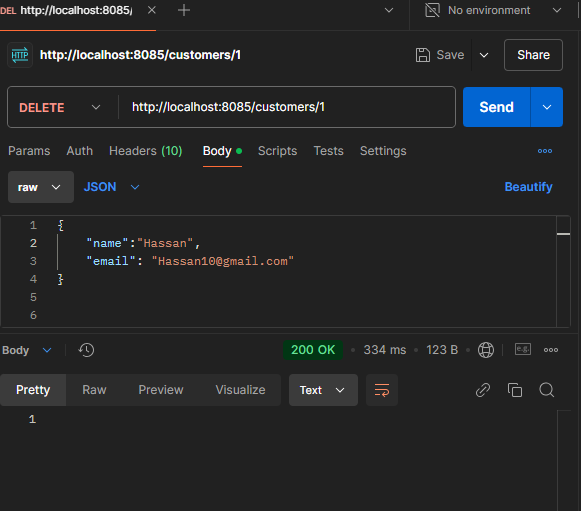 DEL http://localhost:8085/
No environment
HTTP
http://localhost:8085/customers/1
Save
Share
DELETE
http://localhost:8085/customers/1
Send
Params Auth Headers (10) Body Scripts Tests Settings
raw JSON Beautify
1 {
2 "name":"Hassan",
3 "email": "Hassan10@gmail.com"
4 }
5
6
Body 200 OK 334 ms 123 B e.g.
Pretty Raw Preview Visualize Text
1